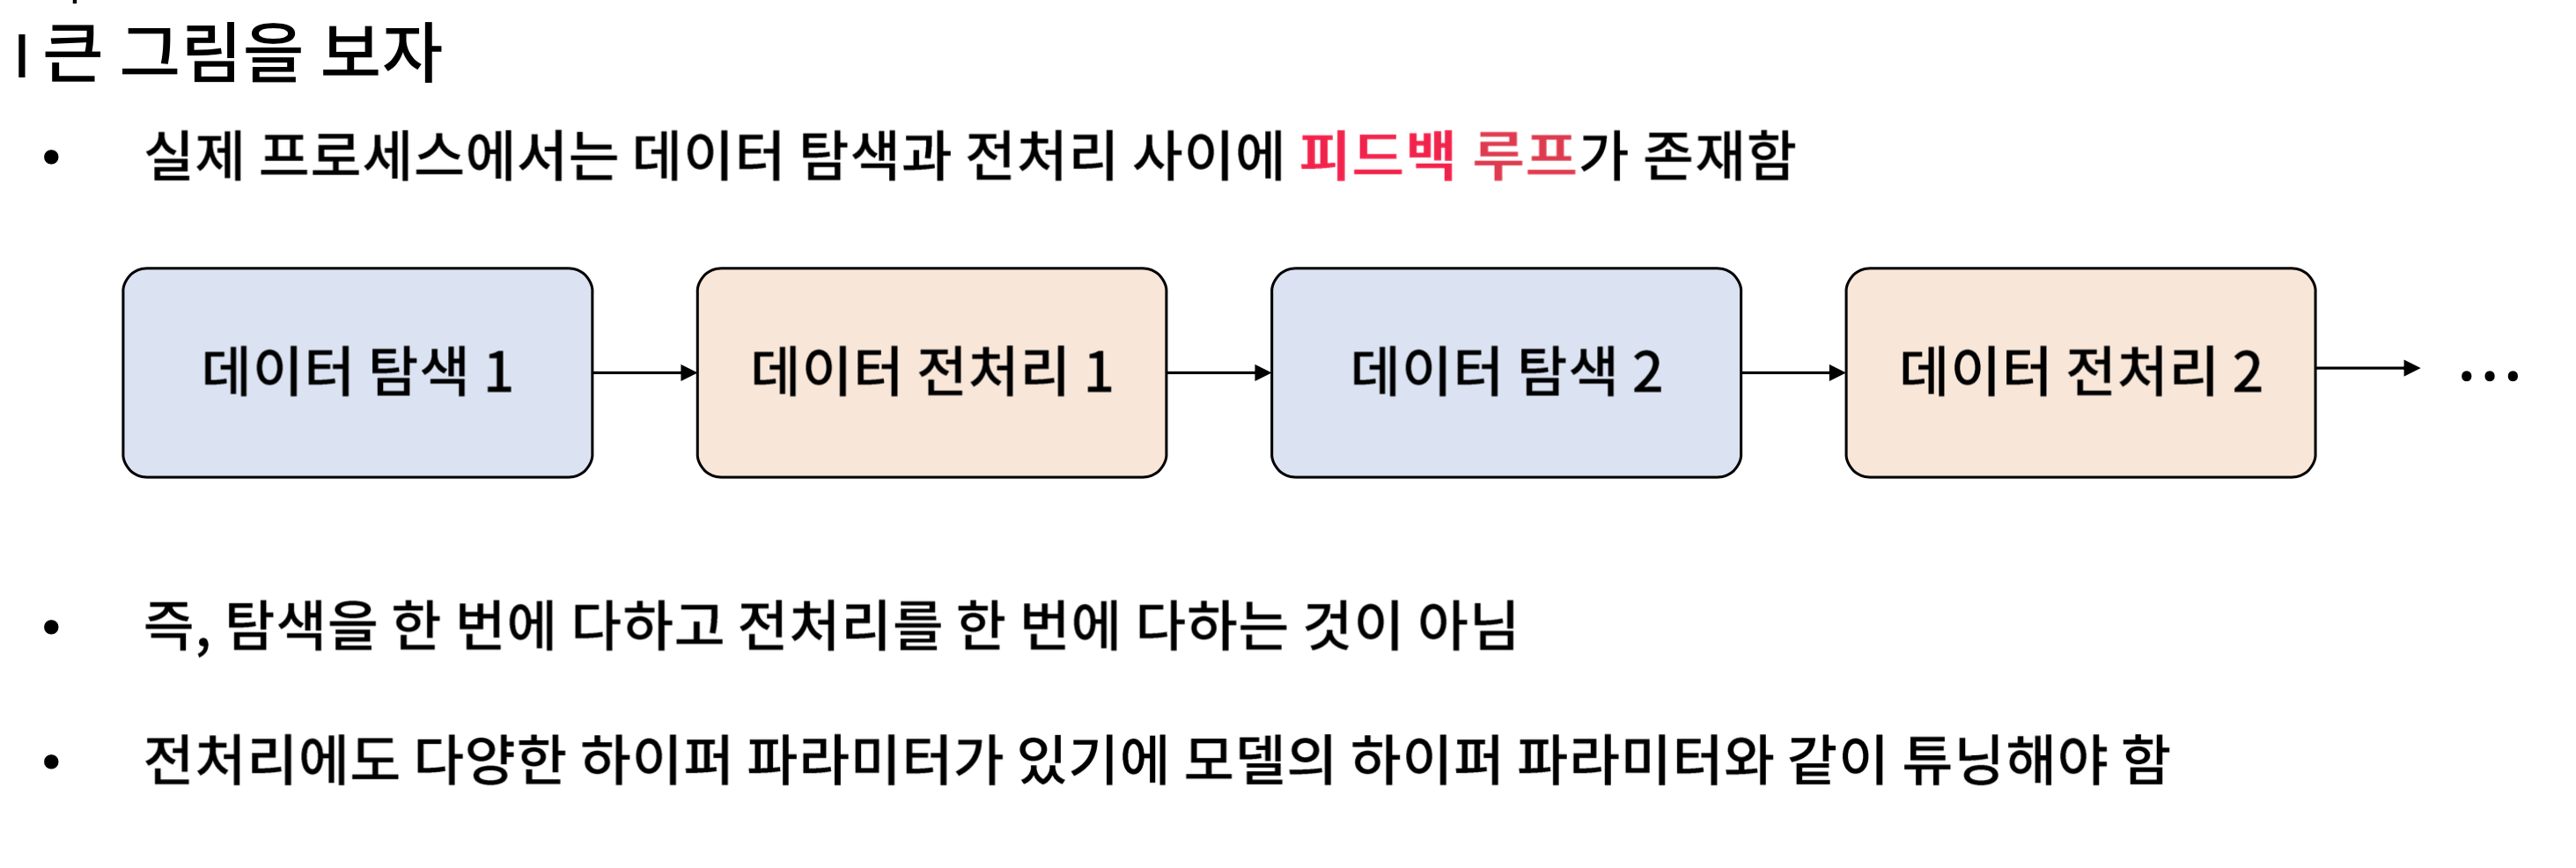 | 큰 그림을 보자
• 실제 프로세스에서는 데이터 탐색과 전처리 사이에 피드백 루프가 존재함
데이터 탐색 1
데이터 전처리 1
데이터 탐색 2
데이터 전처리 2
...
• 즉, 탐색을 한 번에 다하고 전처리를 한 번에 다하는 것이 아님
• 전처리에도 다양한 하이퍼 파라미터가 있기에 모델의 하이퍼 파라미터와 같이 튜닝해야 함